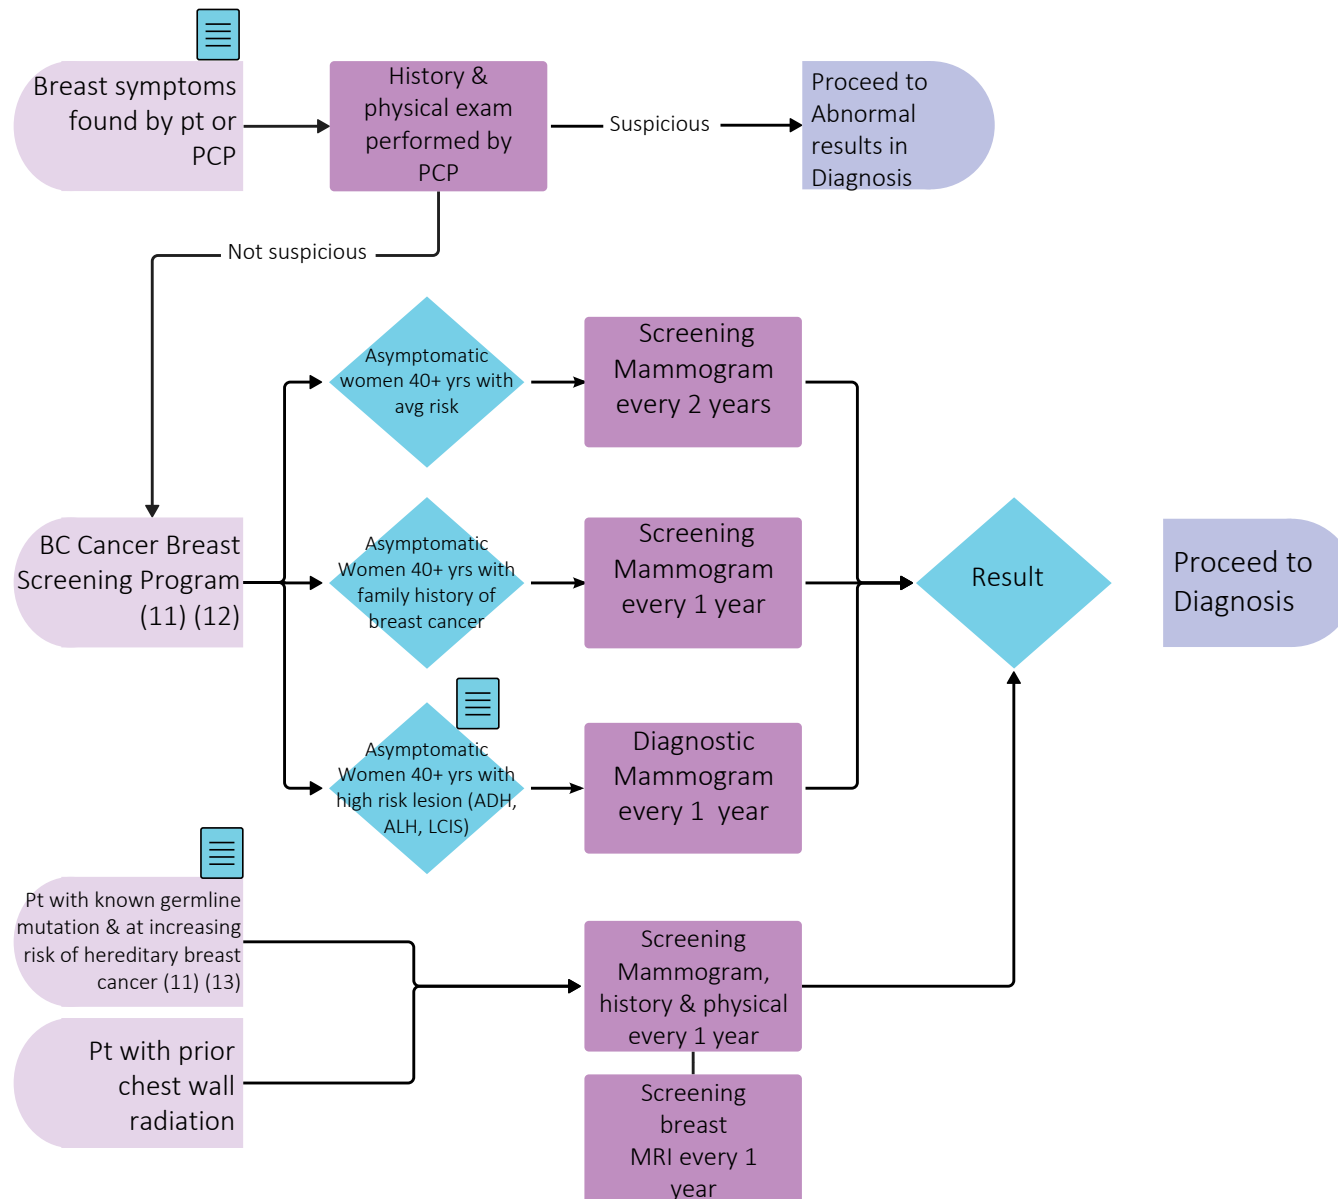 Breast symptoms
found by pt or
PCP
History &
physical exam
performed by
PCP
Suspicious
Proceed to
Abnormal
results in
Diagnosis
Not suspicious
Asymptomatic
women 40+ yrs with
avg risk
Screening
Mammogram
every 2 years
BC Cancer Breast
Screening Program
(11) (12)
Asymptomatic
Women 40+ yrs with
family history of
breast cancer
Screening
Mammogram
every 1 year
Result
Proceed to
Diagnosis
Asymptomatic
Women 40+ yrs with
high risk lesion (ADH,
ALH, LCIS)
Diagnostic
Mammogram
every 1 year
Pt with known germline
mutation & at increasing
risk of hereditary breast
cancer (11) (13)
Screening
Mammogram,
history & physical
every 1 year
Pt with prior
chest wall
radiation
Screening
breast
MRI every 1
year